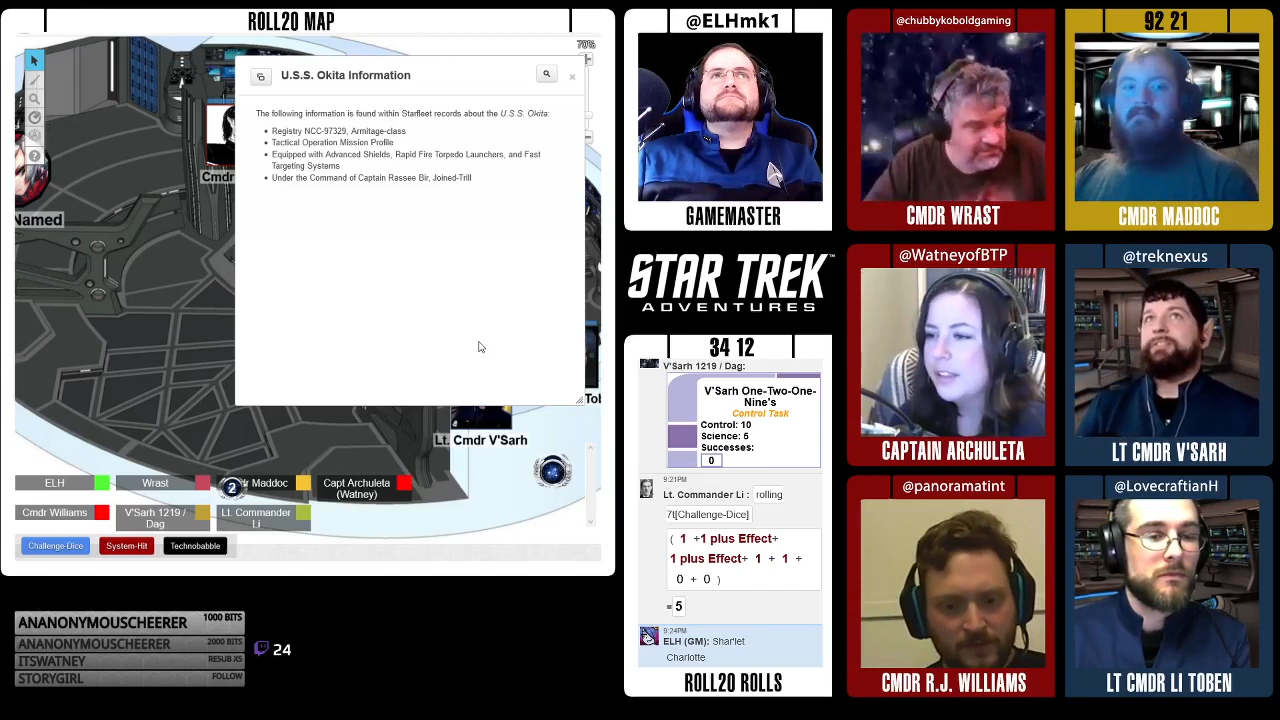 ROLL20 MAP
70%
U.S.S. Okita Information
The following information is found within Starfleet records about the U.S.S. Okita:
Registry NCC-97329, Armitage-class
Tactical Operation Mission Profile
Equipped with Advanced Shields, Rapid Fire Torpedo Launchers, and Fast
Targeting Systems
Under the Command of Captain Rassee Bir, Joined-Trill
Cmdr
Named
Lt. Cmdr V'Sarh
Tob
ELH
Wrast
2
r Maddoc
Capt Archuleta
(Watney)
Cmdr Williams
V'Sarh 1219 /
Dag
Lt. Commander
Li
Challenge-Dice
System-Hit
Technobabble
ANANONYMOUSCHEERER 1000 BITS
ANANONYMOUSCHEERER 2000 BITS
ITSWATNEY RESUB X5
STORYGIRL FOLLOW
24
@ELHmk1
GAMEMASTER
STAR TREK™
ADVENTURES
34 12
V'Sarh 1219 / Dag:
V'Sarh One-Two-One-
Nine's
Control Task
Control: 10
Science: 5
Successes:
0
9:21PM
Lt. Commander Li : rolling
7t[Challenge-Dice]
( 1 +1 plus Effect+
1 plus Effect+ 1 + 1 +
0 + 0 )
= 5
9:24PM
ELH (GM): Shar'let
Charlotte
ROLL20 ROLLS
@chubbykoboldgaming
CMDR WRAST
92 21
CMDR MADDOC
@WatneyofBTP
CAPTAIN ARCHULETA
@treknexus
LT CMDR V'SARH
@panoramatint
CMDR R.J. WILLIAMS
@LovecraftianH
LT CMDR LI TOBEN